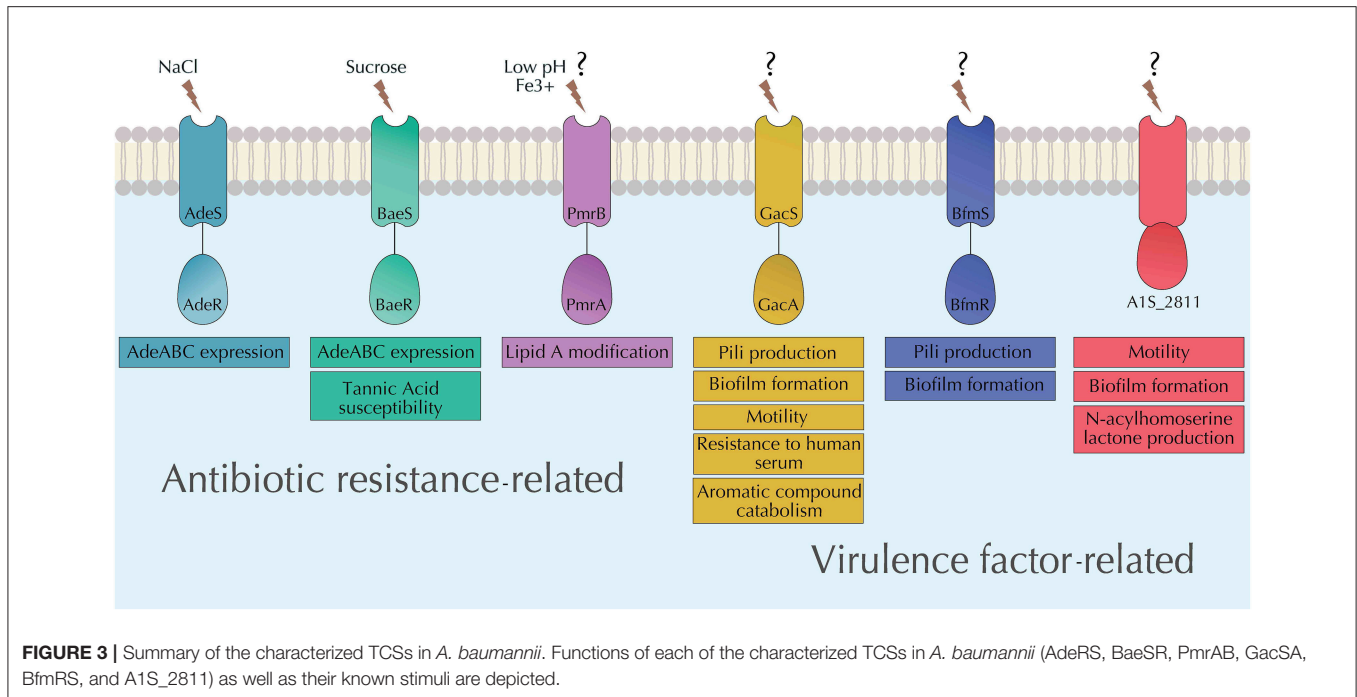 NaCl
Sucrose
Low pH ?
Fe3+
?
?
?
AdeS
BaeS
PmrB
GacS
BfmS
AdeR
BaeR
PmrA
GacA
BfmR
A1S_2811
AdeABC expression
AdeABC expression
Tannic Acid
susceptibility
Lipid A modification
Pili production
Biofilm formation
Motility
Resistance to human
serum
Aromatic compound
catabolism
Pili production
Biofilm formation
Motility
Biofilm formation
N-acylhomoserine
lactone production
Antibiotic resistance-related
Virulence factor-related
FIGURE 3 | Summary of the characterized TCSs in A. baumannii. Functions of each of the characterized TCSs in A. baumannii (AdeRS, BaeSR, PmrAB, GacSA,
BfmRS, and A1S_2811) as well as their known stimuli are depicted.